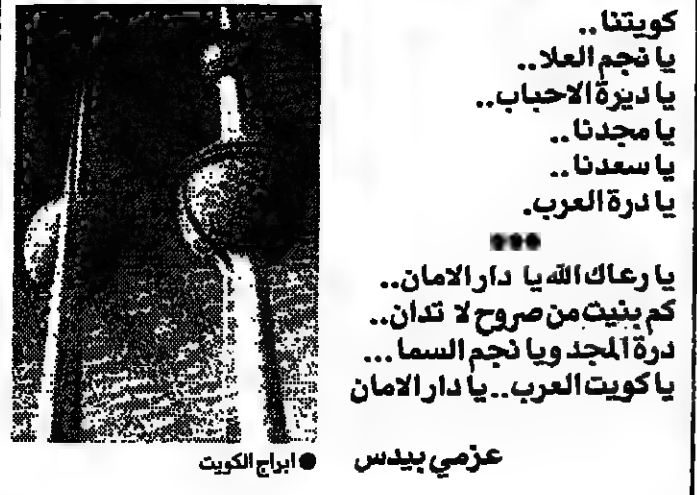 كويتنا..
يا نجم العلا..
يا ديرة الاحباب..
يا مجدنا..
يا سعدنا..
يا درة العرب.
يا رعاك الله يا دار الامان..
كم بنيت من صروح لا تدان..
درة المجد ويا نجم السما...
يا كويت العرب.. يا دار الامان
عزمي بيدس
● ابراج الكويت